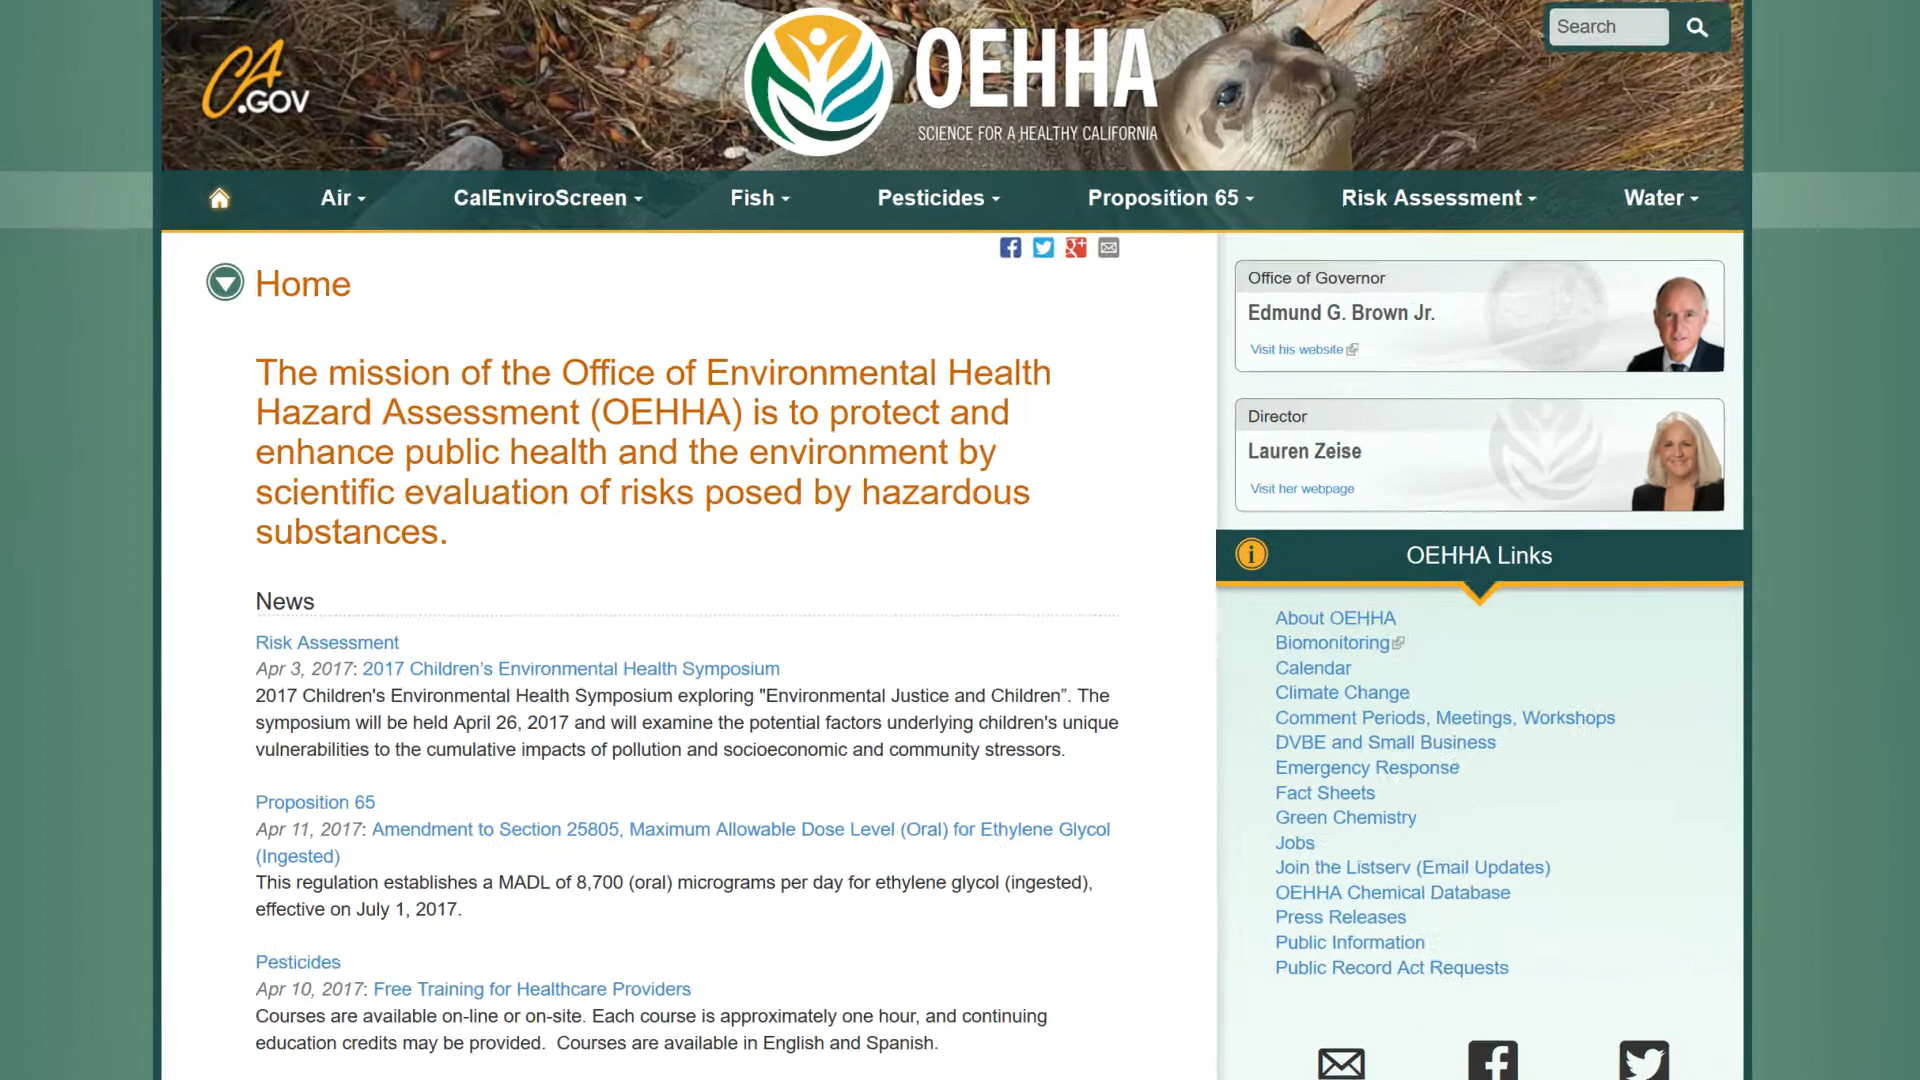 CA
.GOV
OEHHA
SCIENCE FOR A HEALTHY CALIFORNIA
Search
Air
CalEnviroScreen
Fish
Pesticides
Proposition 65
Risk Assessment
Water
Home
The mission of the Office of Environmental Health
Hazard Assessment (OEHHA) is to protect and
enhance public health and the environment by
scientific evaluation of risks posed by hazardous
substances.
News
Risk Assessment
Apr 3, 2017: 2017 Children’s Environmental Health Symposium
2017 Children's Environmental Health Symposium exploring "Environmental Justice and Children”. The
symposium will be held April 26, 2017 and will examine the potential factors underlying children's unique
vulnerabilities to the cumulative impacts of pollution and socioeconomic and community stressors.
Proposition 65
Apr 11, 2017: Amendment to Section 25805, Maximum Allowable Dose Level (Oral) for Ethylene Glycol
(Ingested)
This regulation establishes a MADL of 8,700 (oral) micrograms per day for ethylene glycol (ingested),
effective on July 1, 2017.
Pesticides
Apr 10, 2017: Free Training for Healthcare Providers
Courses are available on-line or on-site. Each course is approximately one hour, and continuing
education credits may be provided.  Courses are available in English and Spanish.
Office of Governor
Edmund G. Brown Jr.
Visit his website
Director
Lauren Zeise
Visit her webpage
OEHHA Links
About OEHHA
Biomonitoring
Calendar
Climate Change
Comment Periods, Meetings, Workshops
DVBE and Small Business
Emergency Response
Fact Sheets
Green Chemistry
Jobs
Join the Listserv (Email Updates)
OEHHA Chemical Database
Press Releases
Public Information
Public Record Act Requests